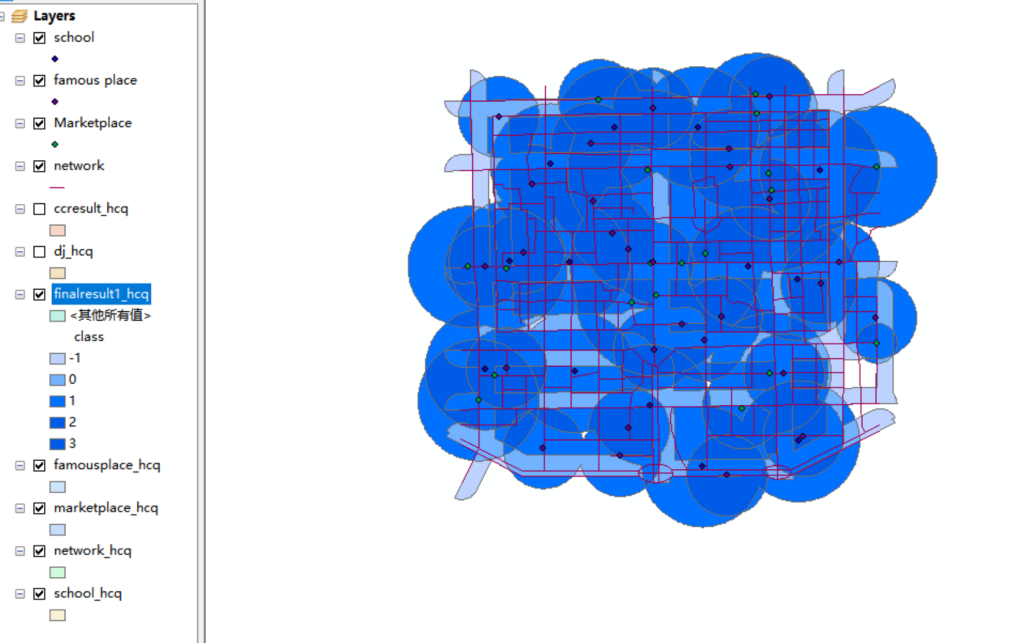 Layers
school
famous place
Marketplace
network
ccresult_hcq
dj_hcq
finalresult1_hcq
<其他所有值>
class
-1
0
1
2
3
famousplace_hcq
marketplace_hcq
network_hcq
school_hcq